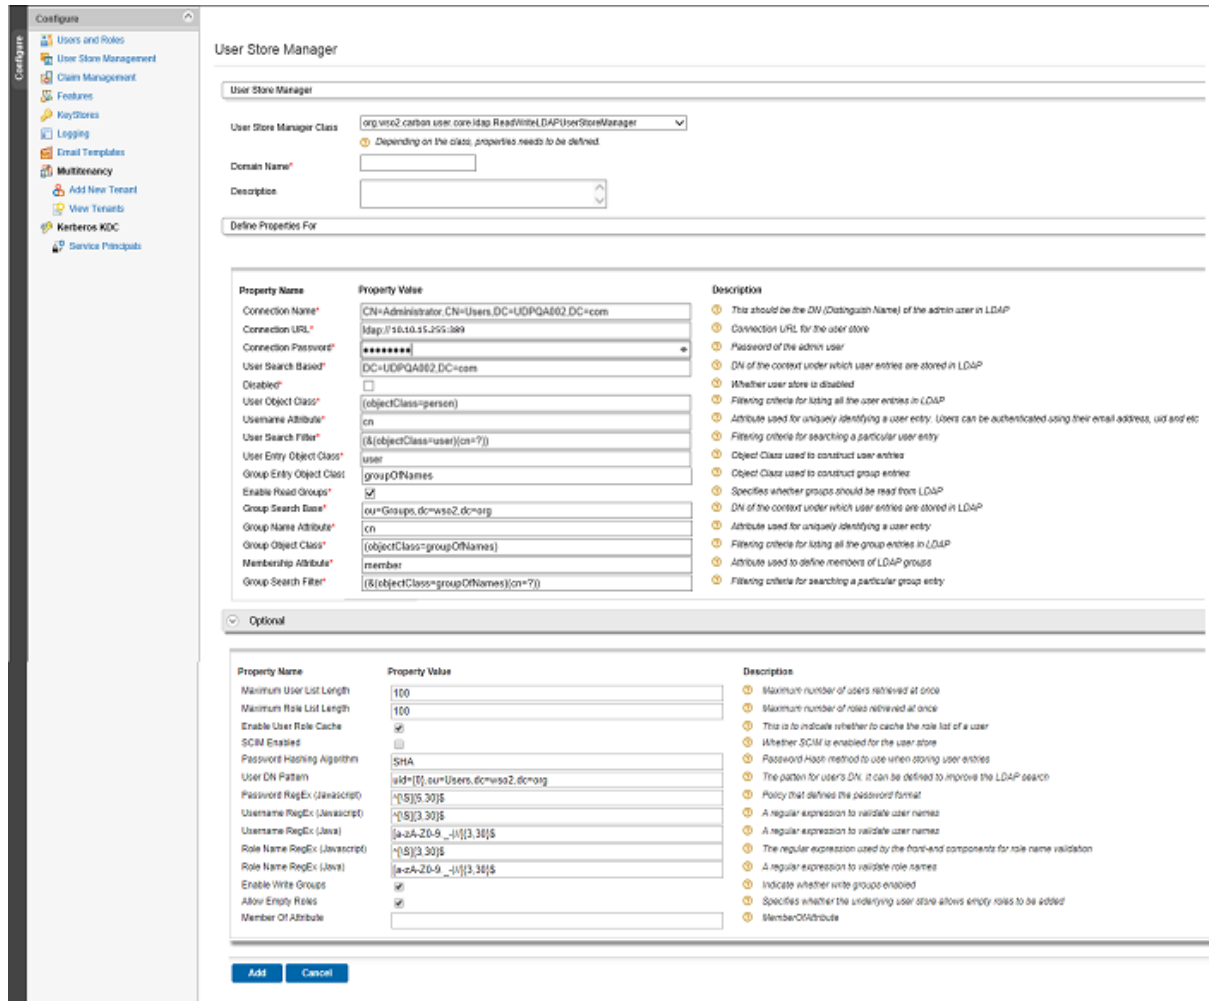 Configure
Configure
Users and Roles
User Store Management
Claim Management
Features
KeyStores
Logging
Email Templates
Multitenancy
Add New Tenant
View Tenants
Kerberos KDC
Service Principals
User Store Manager
User Store Manager
User Store Manager Class org.wso2.carbon.user.core.ldap.ReadWriteLDAPUserStoreManager
Depending on the class, properties needs to be defined.
Domain Name*
Description
Define Properties For
Property Name Property Value Description
Connection Name* CN=Administrator,CN=Users,DC=UDPQA002,DC=com This should be the DN (Distinguish Name) of the admin user in LDAP
Connection URL* ldap://10.10.15.255:389 Connection URL for the user store
Connection Password* ●●●●●●●● Password of the admin user
User Search Based* DC=UDPQA002,DC=com DN of the context under which user entries are stored in LDAP
Disabled* Whether user store is disabled
User Object Class* (objectClass=person) Filtering criteria for listing all the user entries in LDAP
Username Attribute* cn Attribute used for uniquely identifying a user entry. Users can be authenticated using their email address, uid and etc
User Search Filter* (&(objectClass=user)(cn=?)) Filtering criteria for searching a particular user entry
User Entry Object Class* user Object Class used to construct user entries
Group Entry Object Class groupOfNames Object Class used to construct group entries
Enable Read Groups* Specifies whether groups should be read from LDAP
Group Search Base* ou=Groups,dc=wso2,dc=org DN of the context under which user entries are stored in LDAP
Group Name Attribute* cn Attribute used for uniquely identifying a user entry
Group Object Class* (objectClass=groupOfNames) Filtering criteria for listing all the group entries in LDAP
Membership Attribute* member Attribute used to define members of LDAP groups
Group Search Filter* (&(objectClass=groupOfNames)(cn=?)) Filtering criteria for searching a particular group entry
Optional
Property Name Property Value Description
Maximum User List Length 100 Maximum number of users retrieved at once
Maximum Role List Length 100 Maximum number of roles retrieved at once
Enable User Role Cache This is to indicate whether to cache the role list of a user
SCIM Enabled Whether SCIM is enabled for the user store
Password Hashing Algorithm SHA Password Hash method to use when storing user entries
User DN Pattern uid={0},ou=Users,dc=wso2,dc=org The patten for user's DN. It can be defined to improve the LDAP search
Password RegEx (Javascript) ^[\S]{5,30}$ Policy that defines the password format
Username RegEx (Javascript) ^[\S]{3,30}$ A regular expression to validate user names
Username RegEx (Java) [a-zA-Z0-9._-|//]{3,30}$ A regular expression to validate user names
Role Name RegEx (Javascript) ^[\S]{3,30}$ The regular expression used by the front-end components for role name validation
Role Name RegEx (Java) [a-zA-Z0-9._-|//]{3,30}$ A regular expression to validate role names
Enable Write Groups Indicate whether write groups enabled
Allow Empty Roles Specifies whether the underlying user store allows empty roles to be added
Member Of Attribute MemberOfAttribute
Add Cancel